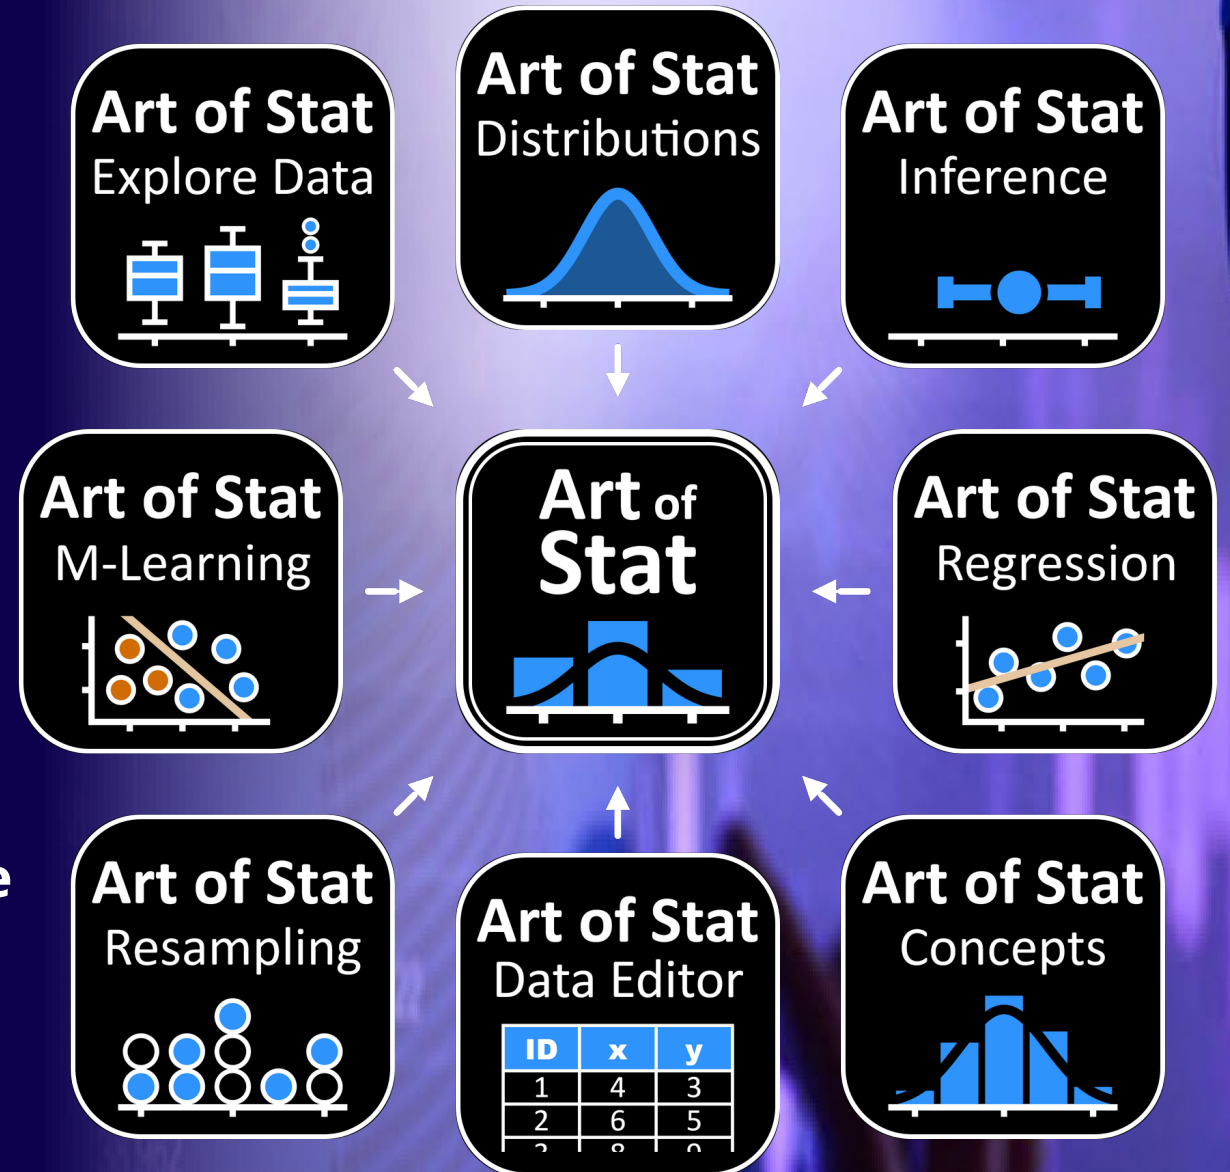 Art of Stat
Explore Data
Art of Stat
Distributions
Art of Stat
Inference
Art of Stat
M-Learning
Art of
Stat
Art of Stat
Regression
e
Art of Stat
Resampling
Art of Stat
Data Editor
ID x y
1 4 3
2 6 5
Art of Stat
Concepts